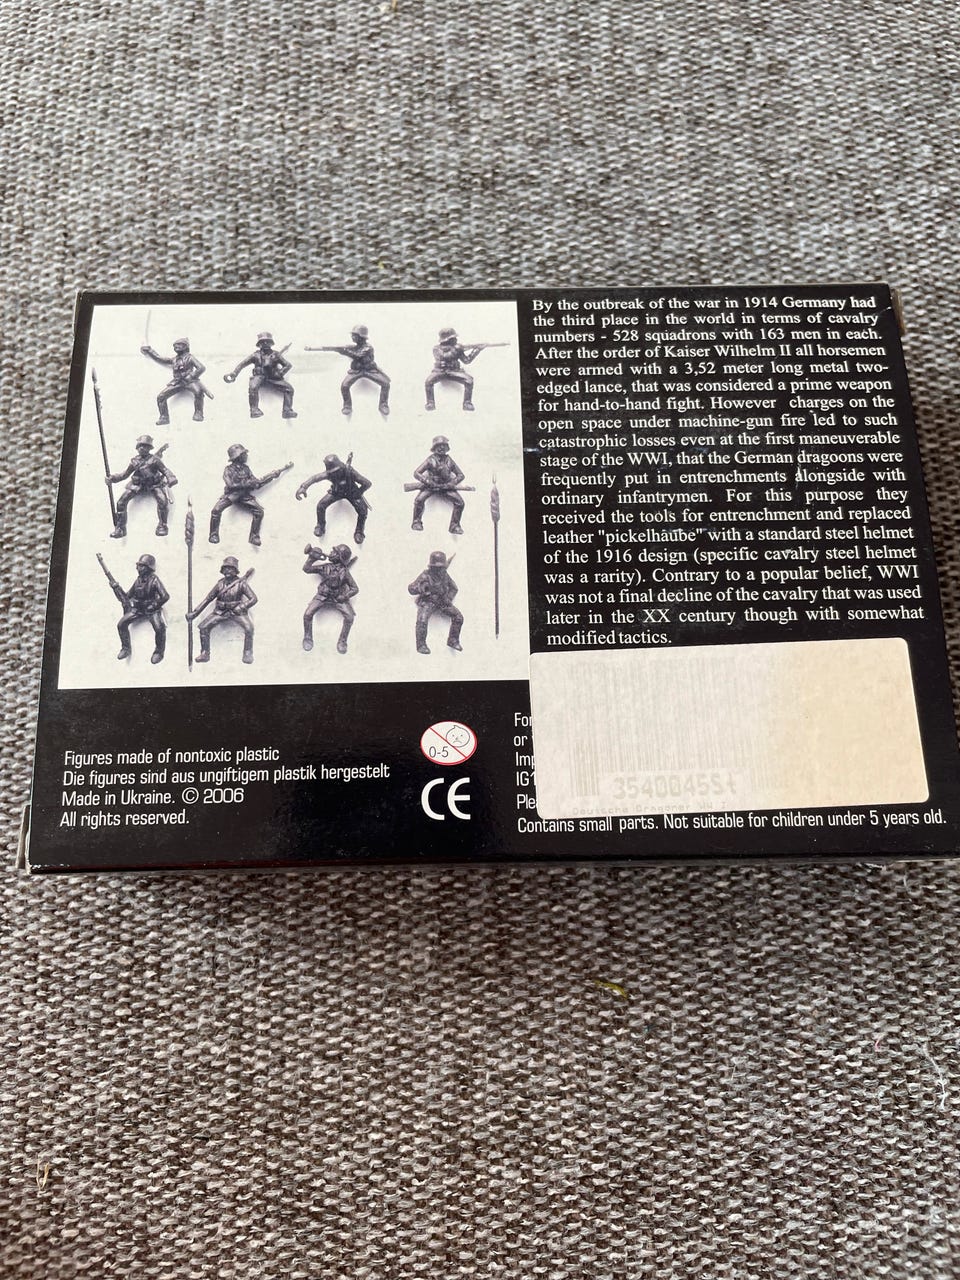 By the outbreak of the war in 1914 Germany had
the third place in the world in terms of cavalry
numbers - 528 squadrons with 163 men in each.
After the order of Kaiser Wilhelm II all horsemen
were armed with a 3,52 meter long metal two-
edged lance, that was considered a prime weapon
for hand-to-hand fight. However charges on the
open space under machine-gun fire led to such
catastrophic losses even at the first maneuverable
stage of the WWI, that the German dragoons were
frequently put in entrenchments alongside with
ordinary infantrymen. For this purpose they
received the tools for entrenchment and replaced
leather "pickelhaube" with a standard steel helmet
of the 1916 design (specific cavalry steel helmet
was a rarity). Contrary to a popular belief, WWI
was not a final decline of the cavalry that was used
later in the XX century though with somewhat
modified tactics.
Figures made of nontoxic plastic
Die figures sind aus ungiftigem plastik hergestellt
Made in Ukraine. © 2006
All rights reserved.
0-5
CE
For
or
Imp
IG1
Plea
Deutsche Dragoner WW I
Contains small parts. Not suitable for children under 5 years old.